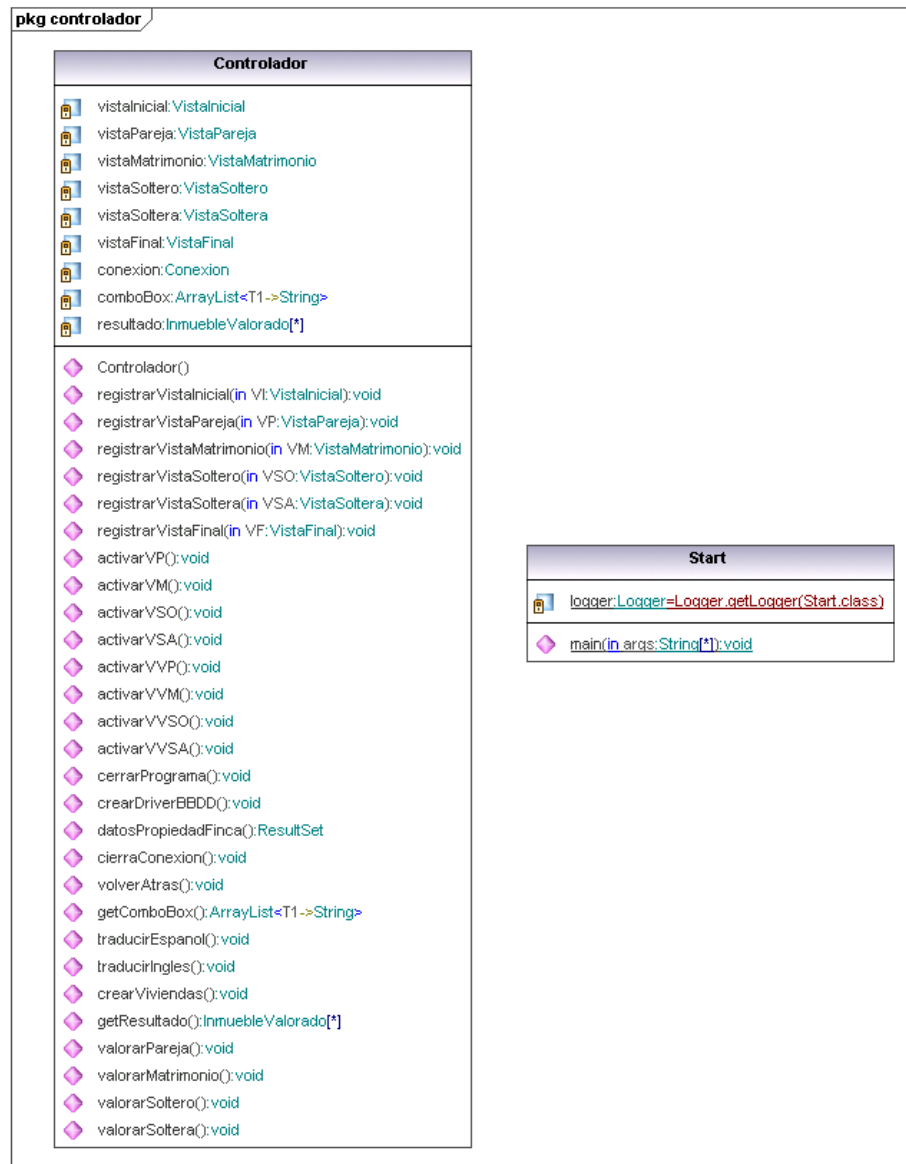 pkg controlador
Controlador
vistaInicial:VistaInicial
vistaPareja:VistaPareja
vistaMatrimonio:VistaMatrimonio
vistaSoltero:VistaSoltero
vistaSoltera:VistaSoltera
vistaFinal:VistaFinal
conexion:Conexion
comboBox:ArrayList<T1->String>
resultado:InmuebleValorado[*]
Controlador()
registrarVistaInicial(in VI:VistaInicial):void
registrarVistaPareja(in VP:VistaPareja):void
registrarVistaMatrimonio(in VM:VistaMatrimonio):void
registrarVistaSoltero(in VSO:VistaSoltero):void
registrarVistaSoltera(in VSA:VistaSoltera):void
registrarVistaFinal(in VF:VistaFinal):void
activarVP():void
activarVM():void
activarVSO():void
activarVSA():void
activarVVP():void
activarVVM():void
activarVVSO():void
activarVVSA():void
cerrarPrograma():void
crearDriverBBDD():void
datosPropiedadFinca():ResultSet
cierraConexion():void
volverAtras():void
getComboBox():ArrayList<T1->String>
traducirEspanol():void
traducirIngles():void
crearViviendas():void
getResultado():InmuebleValorado[*]
valorarPareja():void
valorarMatrimonio():void
valorarSoltero():void
valorarSoltera():void
Start
logger:Logger=Logger.getLogger(Start.class)
main(in args:String[*]):void